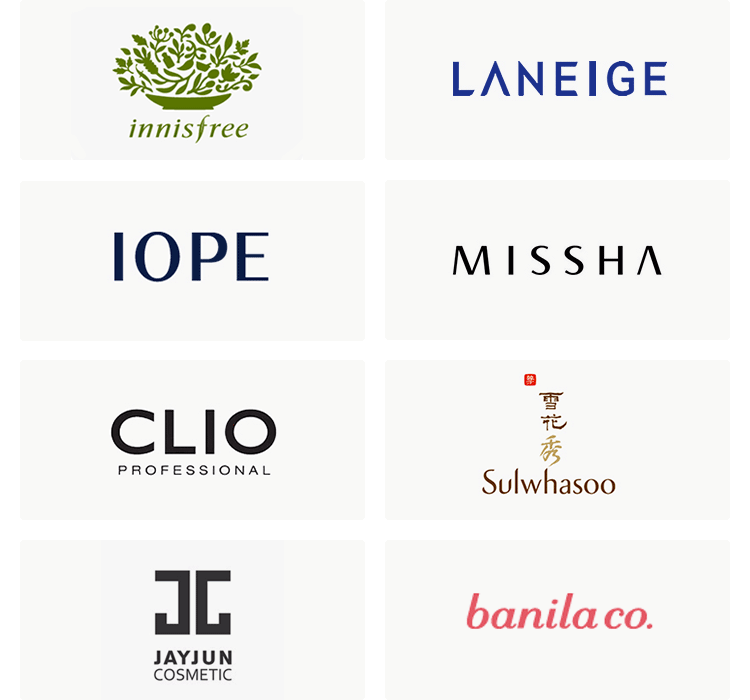 innisfree
LANEIGE
IOPE
MISSHA
CLIO
PROFESSIONAL
雪
花
秀
Sulwhasoo
JAYJUN
COSMETIC
banila co.